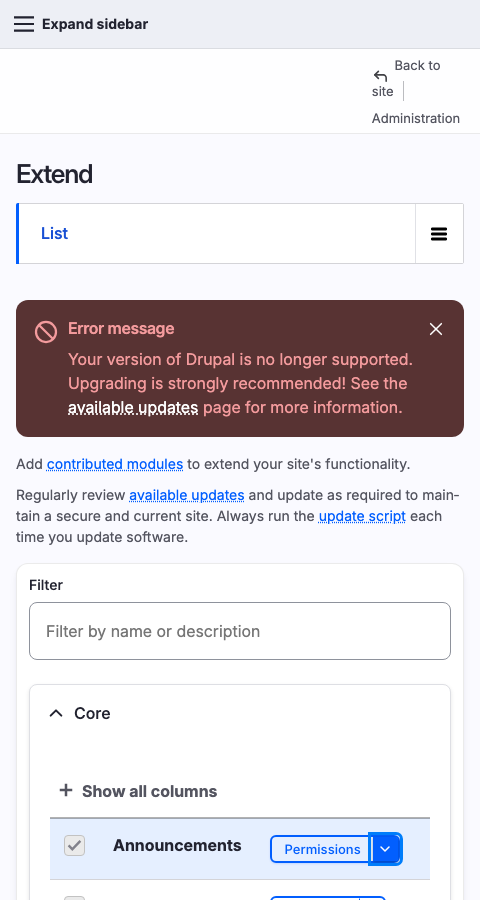 Expand sidebar
Back to
site
Administration
Extend
List
Error message
Your version of Drupal is no longer supported.
Upgrading is strongly recommended! See the
available updates page for more information.
Add contributed modules to extend your site's functionality.
Regularly review available updates and update as required to main-
tain a secure and current site. Always run the update script each
time you update software.
Filter
Filter by name or description
Core
Show all columns
Announcements
Permissions